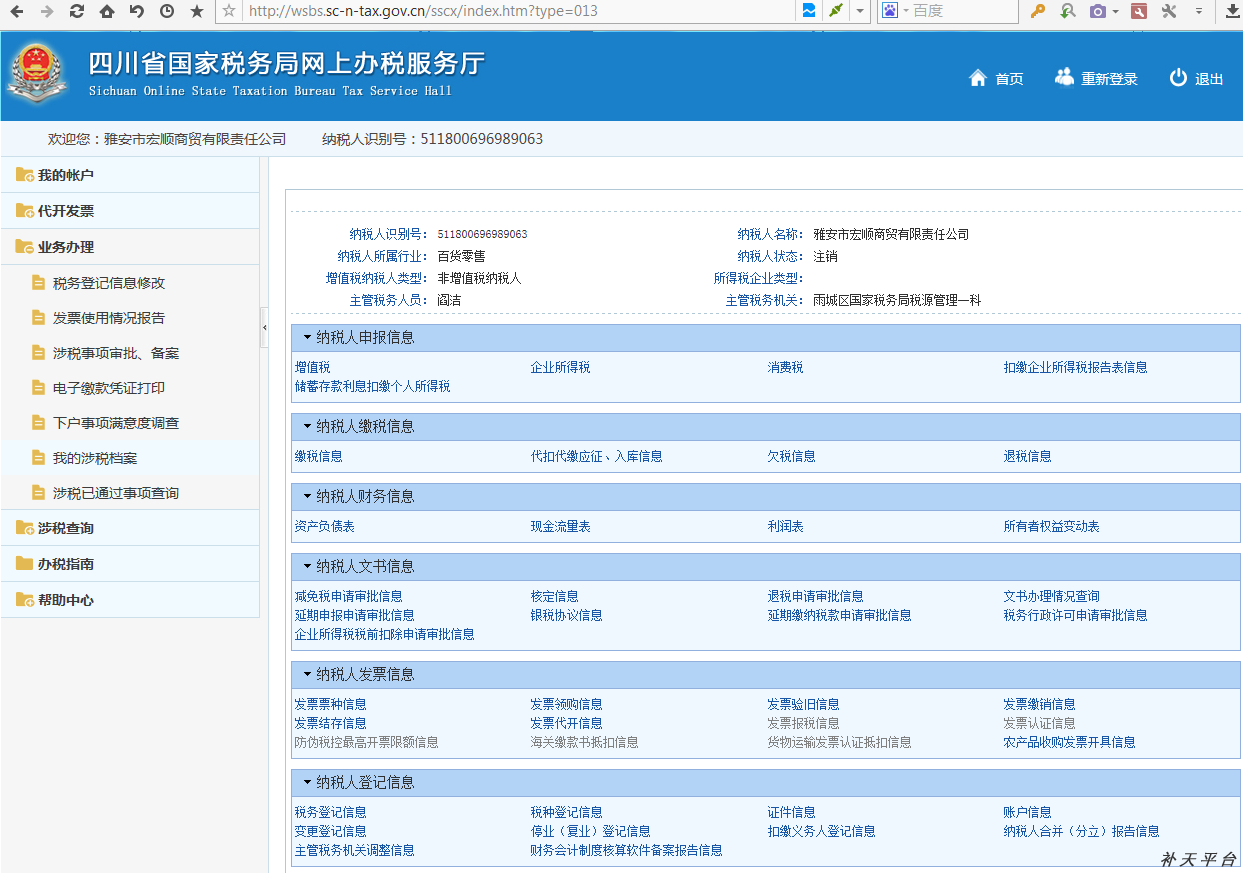 http://wsbs.sc-n-tax.gov.cn/sscx/index.htm?type=013 百度
四川省国家税务局网上办税服务厅
Sichuan Online State Taxation Bureau Tax Service Hall
首页 重新登录 退出
欢迎您：雅安市宏顺商贸有限责任公司 纳税人识别号：511800696989063
我的帐户
代开发票
业务办理
税务登记信息修改
发票使用情况报告
涉税事项审批、备案
电子缴款凭证打印
下户事项满意度调查
我的涉税档案
涉税已通过事项查询
涉税查询
办税指南
帮助中心
纳税人识别号： 511800696989063 纳税人名称： 雅安市宏顺商贸有限责任公司
纳税人所属行业： 百货零售 纳税人状态： 注销
增值税纳税人类型： 非增值税纳税人 所得税企业类型：
主管税务人员： 阎洁 主管税务机关： 雨城区国家税务局税源管理一科
纳税人申报信息
增值税 企业所得税 消费税 扣缴企业所得税报告表信息
储蓄存款利息扣缴个人所得税
纳税人缴税信息
缴税信息 代扣代缴应征、入库信息 欠税信息 退税信息
纳税人财务信息
资产负债表 现金流量表 利润表 所有者权益变动表
纳税人文书信息
减免税申请审批信息 核定信息 退税申请审批信息 文书办理情况查询
延期申报申请审批信息 银税协议信息 延期缴纳税款申请审批信息 税务行政许可申请审批信息
企业所得税税前扣除申请审批信息
纳税人发票信息
发票票种信息 发票领购信息 发票验旧信息 发票缴销信息
发票结存信息 发票代开信息 发票报税信息 发票认证信息
防伪税控最高开票限额信息 海关缴款书抵扣信息 货物运输发票认证抵扣信息 农产品收购发票开具信息
纳税人登记信息
税务登记信息 税种登记信息 证件信息 账户信息
变更登记信息 停业（复业）登记信息 扣缴义务人登记信息 纳税人合并（分立）报告信息
主管税务机关调整信息 财务会计制度核算软件备案报告信息
补天平台